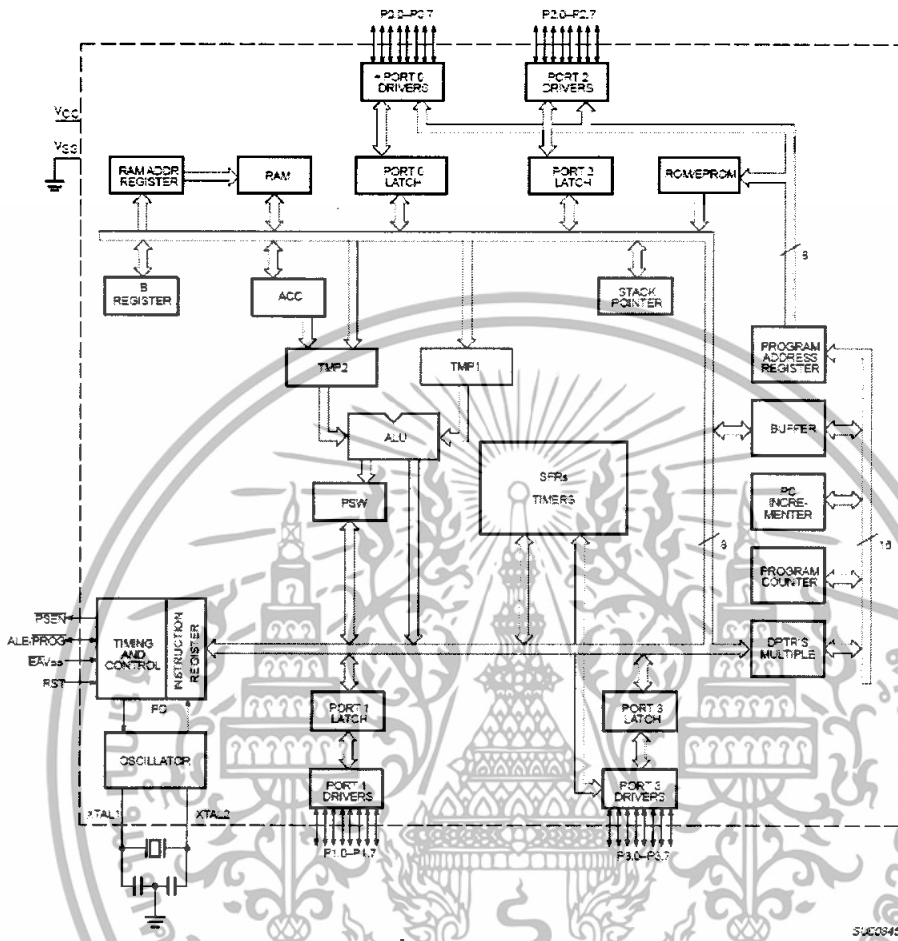 P0.0–P0.7
P2.0–P2.7
PORT 0
DRIVERS
PORT 2
DRIVERS
VCC
VSS
RAM ADDR
REGISTER
RAM
PORT 0
LATCH
PORT 2
LATCH
ROM/EPROM
8
B
REGISTER
ACC
STACK
POINTER
PROGRAM
ADDRESS
REGISTER
TMP2
TMP1
ALU
BUFFER
SFRs
TIMERS
PSW
PC
INCRE-
MENTER
8
16
PROGRAM
COUNTER
PSEN
ALE/PROG
RST
TIMING
AND
CONTROL
INSTRUCTION
REGISTER
DPTR'S
MULTIPLE
PD
PORT 1
LATCH
PORT 3
LATCH
OSCILLATOR
PORT 1
DRIVERS
PORT 3
DRIVERS
XTAL1
XTAL2
P1.0–P1.7
P3.0–P3.7